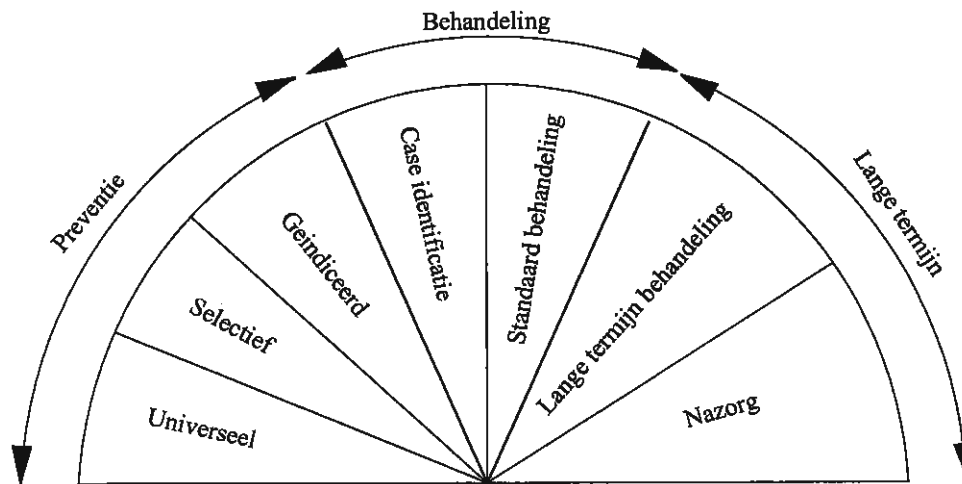 Behandeling
Preventie
Lange termijn
Universeel
Selectief
Geindiceerd
Case identificatie
Standaard behandeling
Lange termijn behandeling
Nazorg